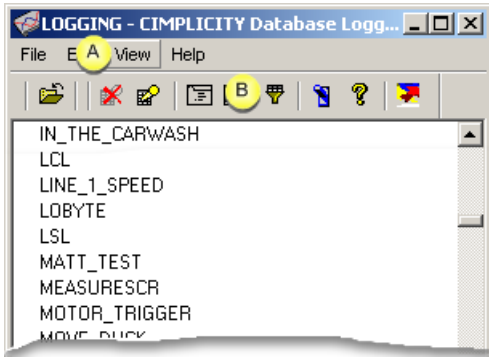 LOGGING - CIMPLICITY Database Logg...
File E A View Help
B
IN_THE_CARWASH
LCL
LINE_1_SPEED
LOBYTE
LSL
MATT_TEST
MEASURESCR
MOTOR_TRIGGER